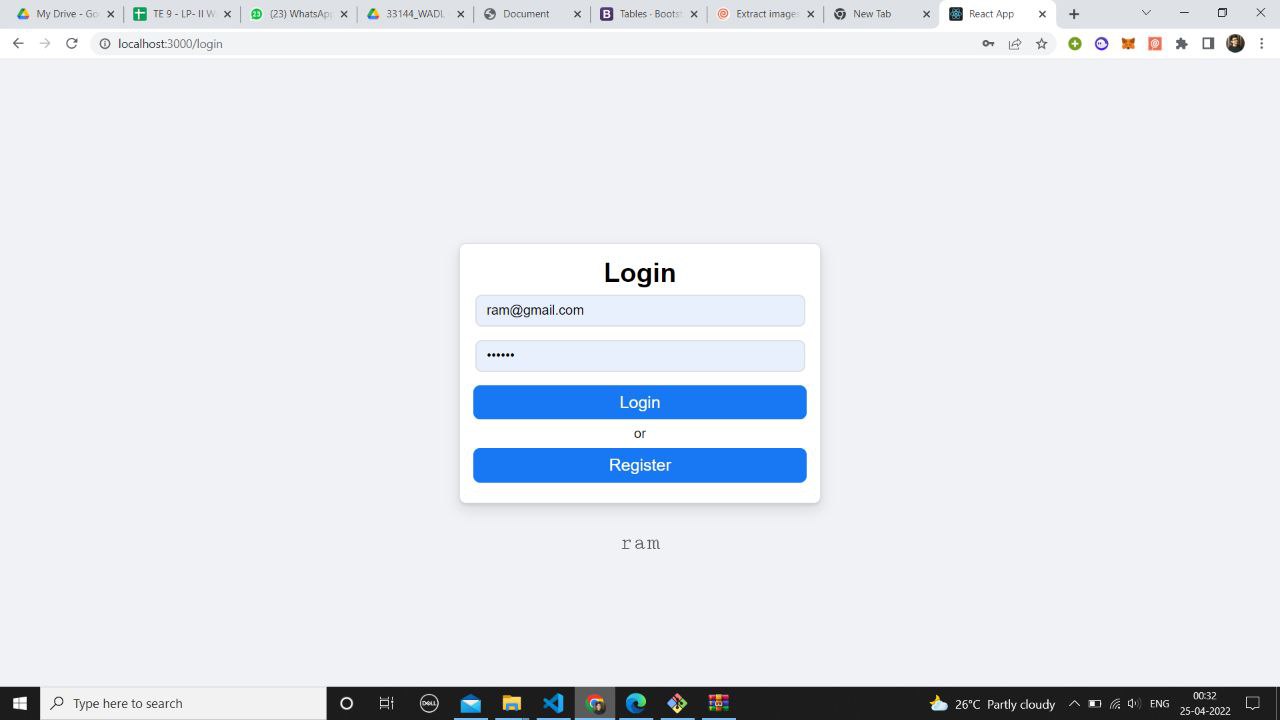 My Drive - Go
TE 9 - LP- II W
(23) WhatsApp
33144_WADL
Document
Tables · Boots
Extract image
New Tab
React App
localhost:3000/login
Login
ram@gmail.com
••••••
Login
or
Register
ram
Type here to search
DELL
26°C Partly cloudy
ENG
00:32
25-04-2022